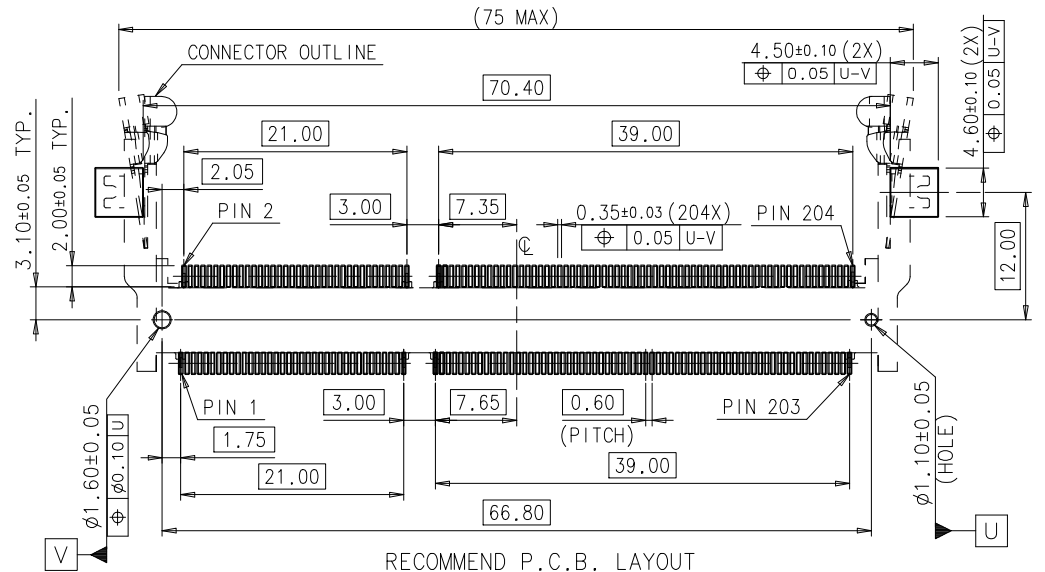 (75 MAX)
CONNECTOR OUTLINE
4.50±0.10 (2X)
⌖ 0.05 U-V
4.60±0.10 (2X)
⌖ 0.05 U-V
70.40
21.00
39.00
3.10±0.05 TYP.
2.00±0.05 TYP.
2.05
PIN 2
3.00
7.35
0.35±0.03 (204X)
⌖ 0.05 U-V
PIN 204
℄
12.00
PIN 1
3.00
7.65
0.60
(PITCH)
PIN 203
1.75
21.00
39.00
ø1.60±0.05
⌖ ø0.10 U
ø1.10±0.05
(HOLE)
66.80
V
U
RECOMMEND P.C.B. LAYOUT